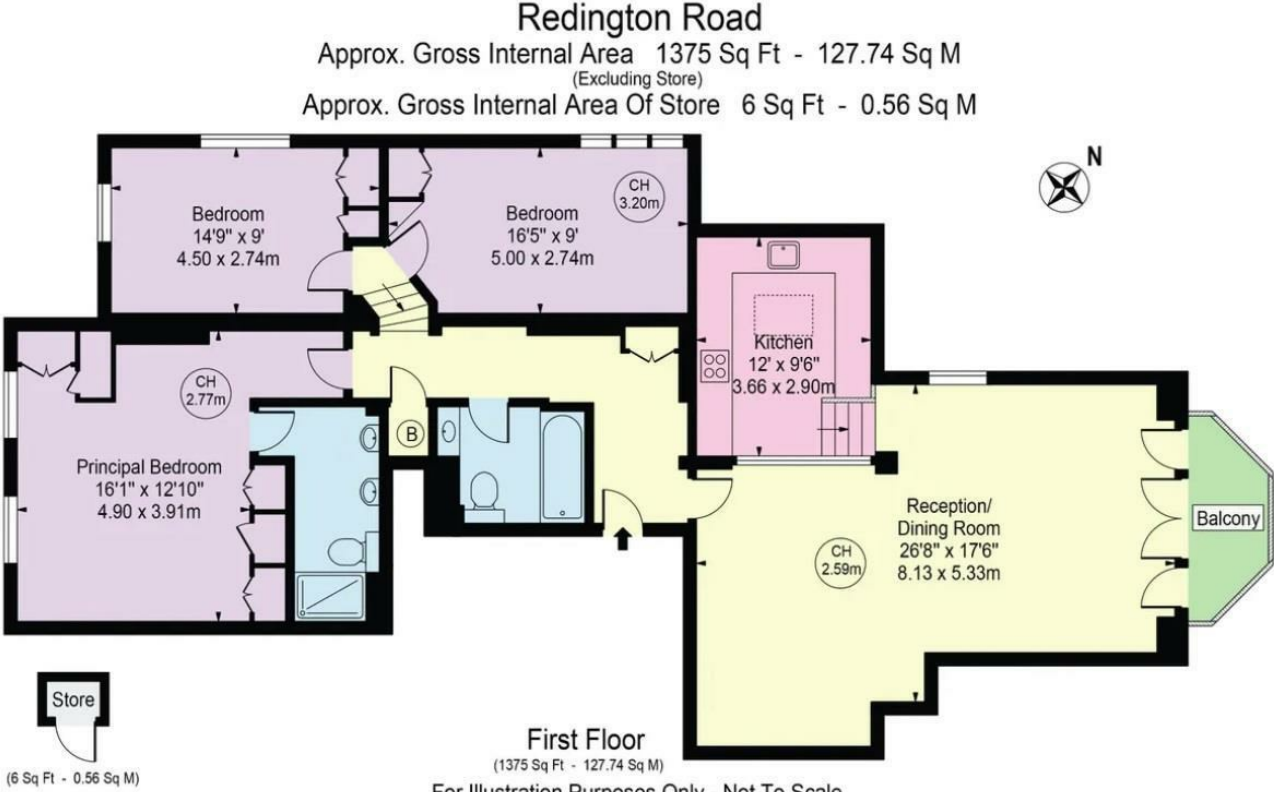 Redington Road
Approx. Gross Internal Area 1375 Sq Ft - 127.74 Sq M
(Excluding Store)
Approx. Gross Internal Area Of Store 6 Sq Ft - 0.56 Sq M
N
Bedroom
14'9" x 9'
4.50 x 2.74m
Bedroom
16'5" x 9'
5.00 x 2.74m
CH
3.20m
Kitchen
12' x 9'6"
3.66 x 2.90m
CH
2.77m
B
Principal Bedroom
16'1" x 12'10"
4.90 x 3.91m
Reception/
Dining Room
26'8" x 17'6"
8.13 x 5.33m
CH
2.59m
Balcony
Store
(6 Sq Ft - 0.56 Sq M)
First Floor
(1375 Sq Ft - 127.74 Sq M)
For Illustration Purposes Only - Not To Scale